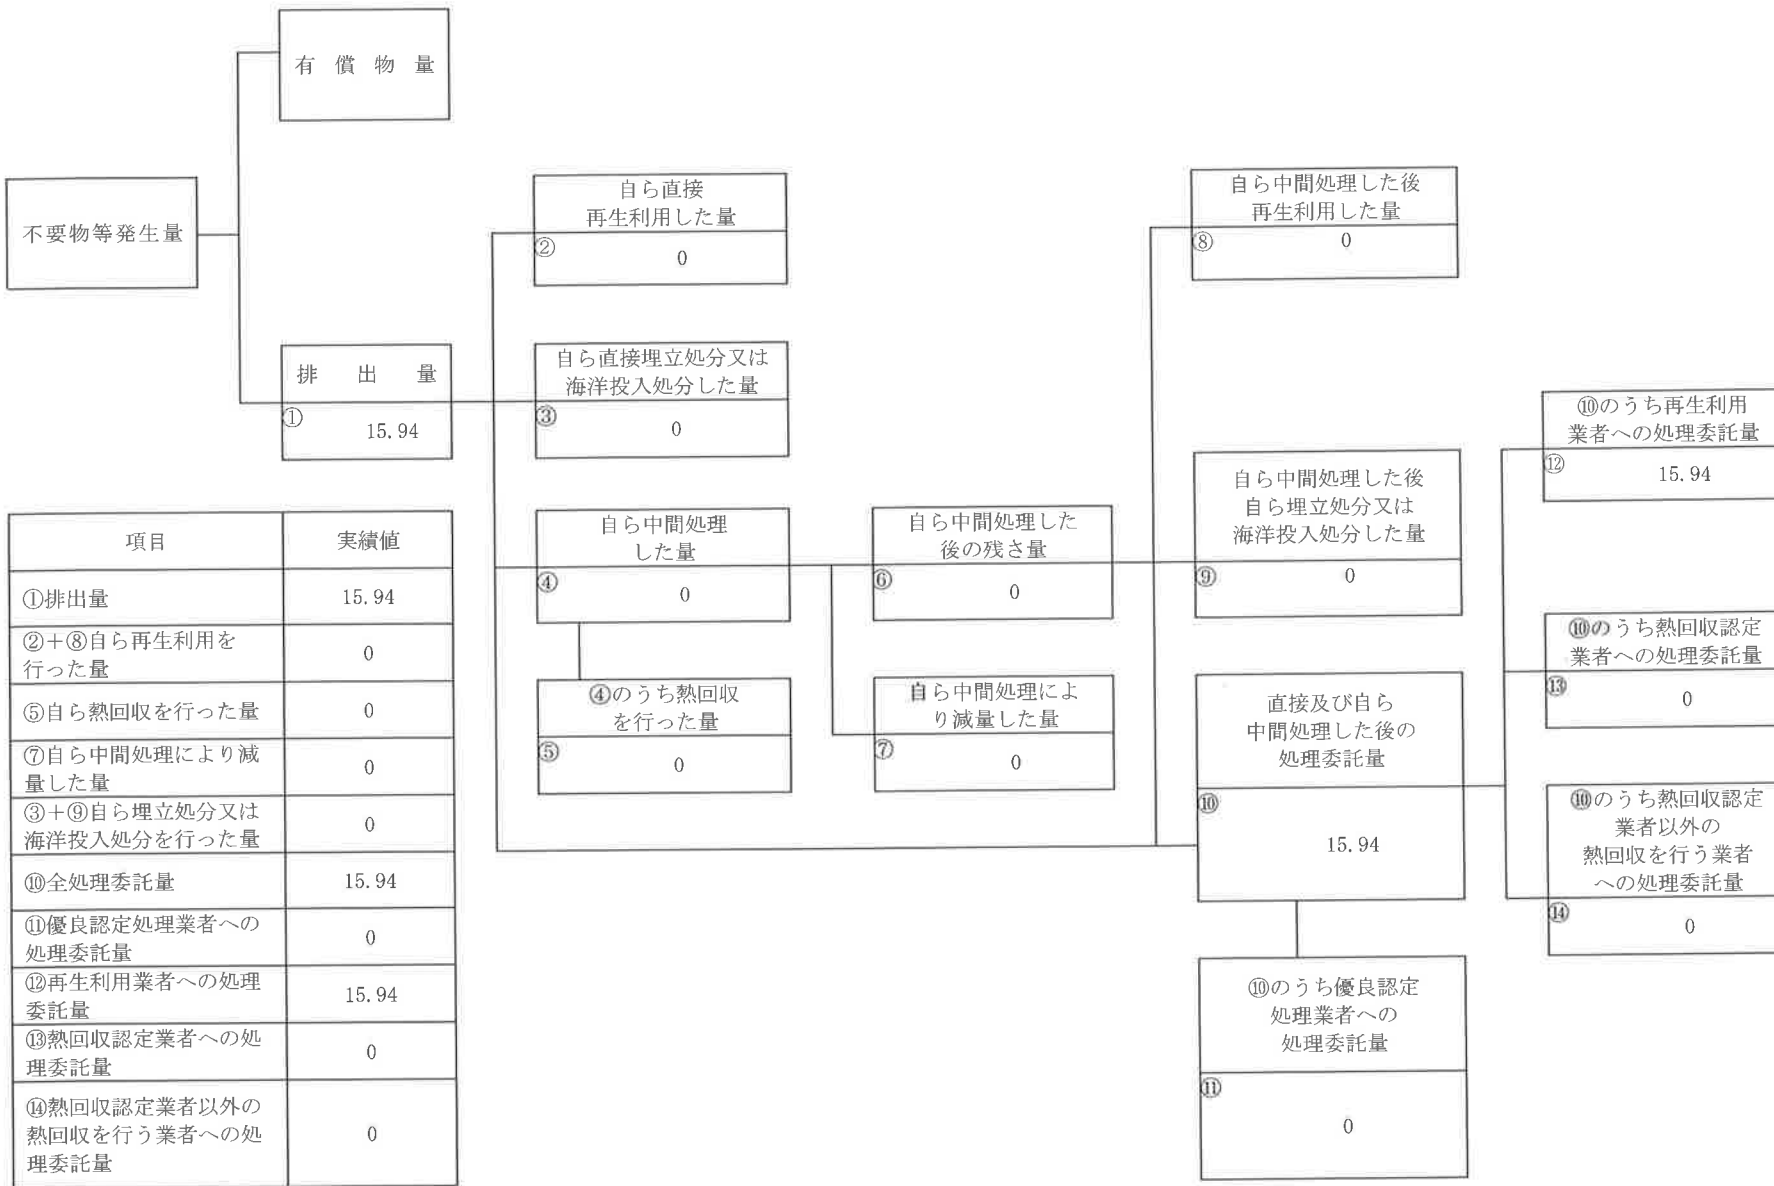 有償物量
不要物等発生量
排出量
①
15.94
自ら直接
再生利用した量
②
0
自ら直接埋立処分又は
海洋投入処分した量
③
0
自ら中間処理
した量
④
0
④のうち熱回収
を行った量
⑤
0
自ら中間処理した
後の残さ量
⑥
0
自ら中間処理によ
り減量した量
⑦
0
自ら中間処理した後
再生利用した量
⑧
0
自ら中間処理した後
自ら埋立処分又は
海洋投入処分した量
⑨
0
直接及び自ら
中間処理した後の
処理委託量
⑩
15.94
⑩のうち優良認定
処理業者への
処理委託量
⑪
0
⑩のうち再生利用
業者への処理委託量
⑫
15.94
⑩のうち熱回収認定
業者への処理委託量
⑬
0
⑩のうち熱回収認定
業者以外の
熱回収を行う業者
への処理委託量
⑭
0
項目 実績値
①排出量 15.94
②+⑧自ら再生利用を
行った量 0
⑤自ら熱回収を行った量 0
⑦自ら中間処理により減
量した量 0
③+⑨自ら埋立処分又は
海洋投入処分を行った量 0
⑩全処理委託量 15.94
⑪優良認定処理業者への
処理委託量 0
⑫再生利用業者への処理
委託量 15.94
⑬熱回収認定業者への処
理委託量 0
⑭熱回収認定業者以外の
熱回収を行う業者への処
理委託量 0